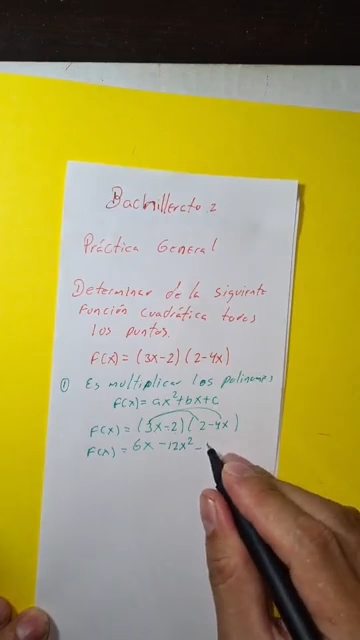 Bachillerato 2
Práctica General
Determinar de la siguiente
función cuadrática todos
los puntos.
F(x) = (3x-2)(2-4x)
① Es multiplicar los polinomios
F(x) = ax²+bx+c
F(x) = (3x-2)(2-4x)
F(x) = 6x -12x² -